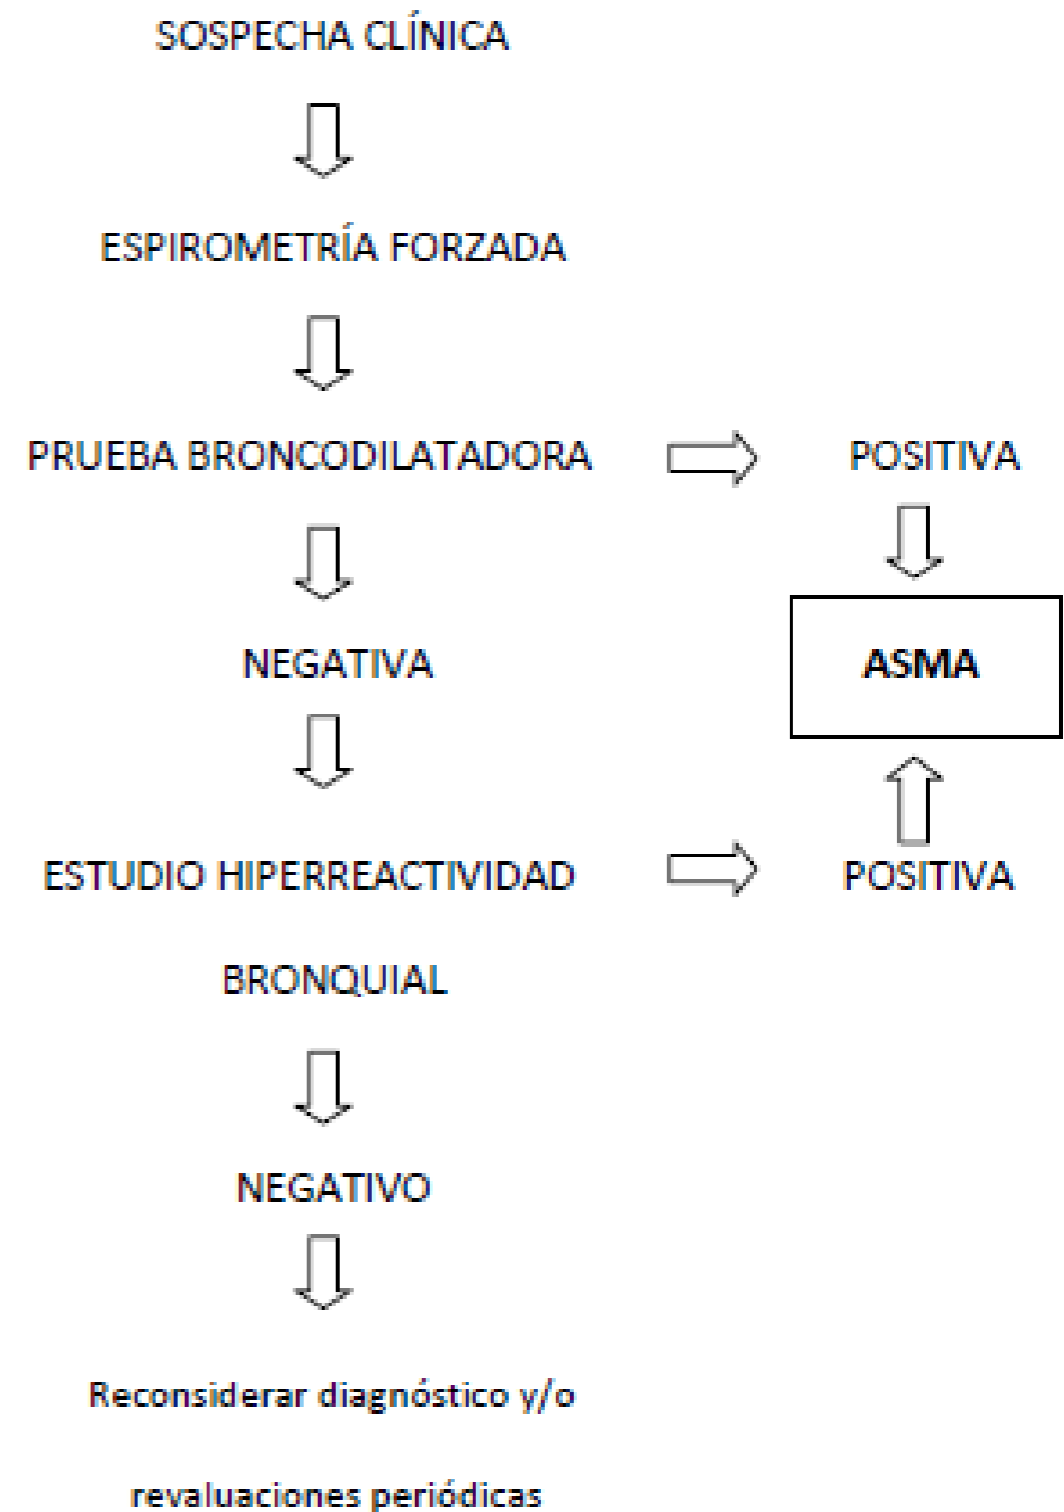 SOSPECHA CLÍNICA
ESPIROMETRÍA FORZADA
PRUEBA BRONCODILATADORA
POSITIVA
NEGATIVA
ASMA
ESTUDIO HIPERREACTIVIDAD
POSITIVA
BRONQUIAL
NEGATIVO
Reconsiderar diagnóstico y/o
revaluaciones periódicas